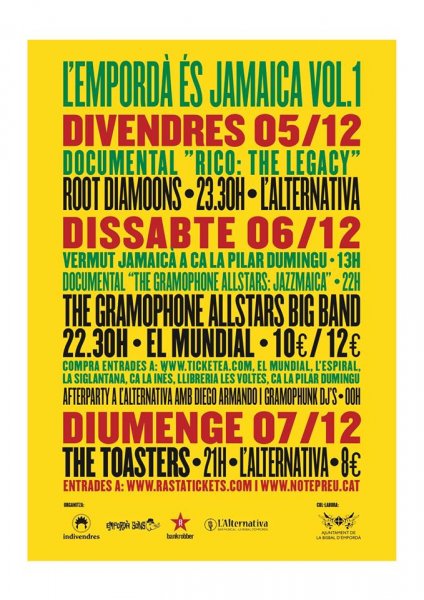 L'EMPORDÀ ÉS JAMAICA VOL.1
DIVENDRES 05/12
DOCUMENTAL "RICO: THE LEGACY"
ROOT DIAMOONS • 23.30H • L'ALTERNATIVA
DISSABTE 06/12
VERMUT JAMAICÀ A CA LA PILAR DUMINGU • 13H
DOCUMENTAL "THE GRAMOPHONE ALLSTARS: JAZZMAICA" • 22H
THE GRAMOPHONE ALLSTARS BIG BAND
22.30H • EL MUNDIAL • 10€/12€
COMPRA ENTRADES A: WWW.TICKETEA.COM, EL MUNDIAL, L'ESPIRAL,
LA SIGLANTANA, CA LA INÈS, LLIBRERIA LES VOLTES, CA LA PILAR DUMINGU
AFTERPARTY A L'ALTERNATIVA AMB DIEGO ARMANDO I GRAMOPHUNK DJ'S • 00H
DIUMENGE 07/12
THE TOASTERS • 21H • L'ALTERNATIVA • 8€
ENTRADES A: WWW.RASTATICKETS.COM I WWW.NOTEPREU.CAT
ORGANITZA:
COL·LABORA:
indivendres
EMPORDÀ
bankrobber
L'Alternativa
AJUNTAMENT DE
LA BISBAL D'EMPORDÀ